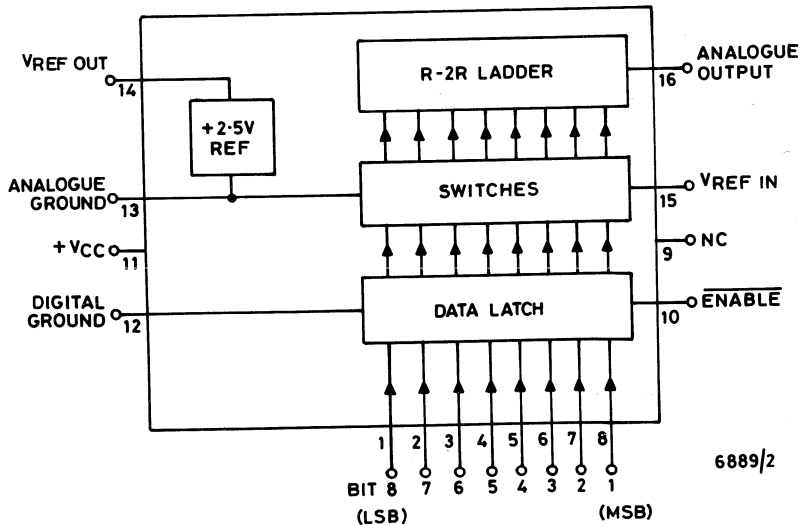 VREF OUT
14
+2·5V
REF
R-2R LADDER
16
ANALOGUE
OUTPUT
ANALOGUE
GROUND
13
SWITCHES
15
VREF IN
+VCC
11
9
NC
DIGITAL
GROUND
12
DATA LATCH
10
ENABLE
1 2 3 4 5 6 7 8
BIT 8 7 6 5 4 3 2 1
(LSB) (MSB)
6889/2